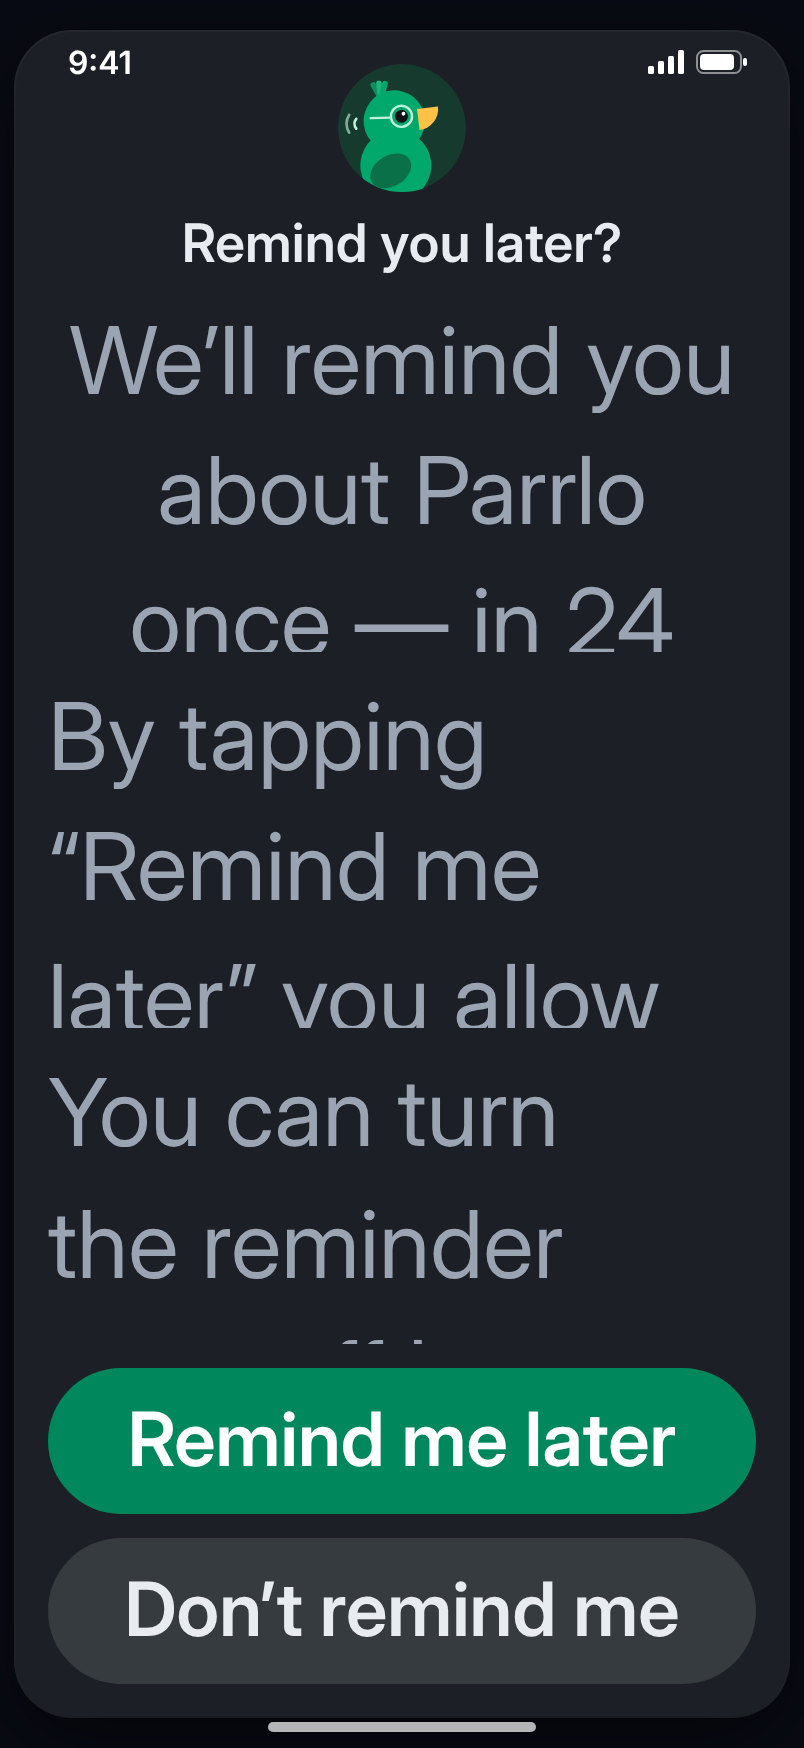 9:41
Remind you later?
We’ll remind you
about Parrlo
once — in 24
By tapping
“Remind me
later” you allow
You can turn
the reminder
Remind me later
Don’t remind me